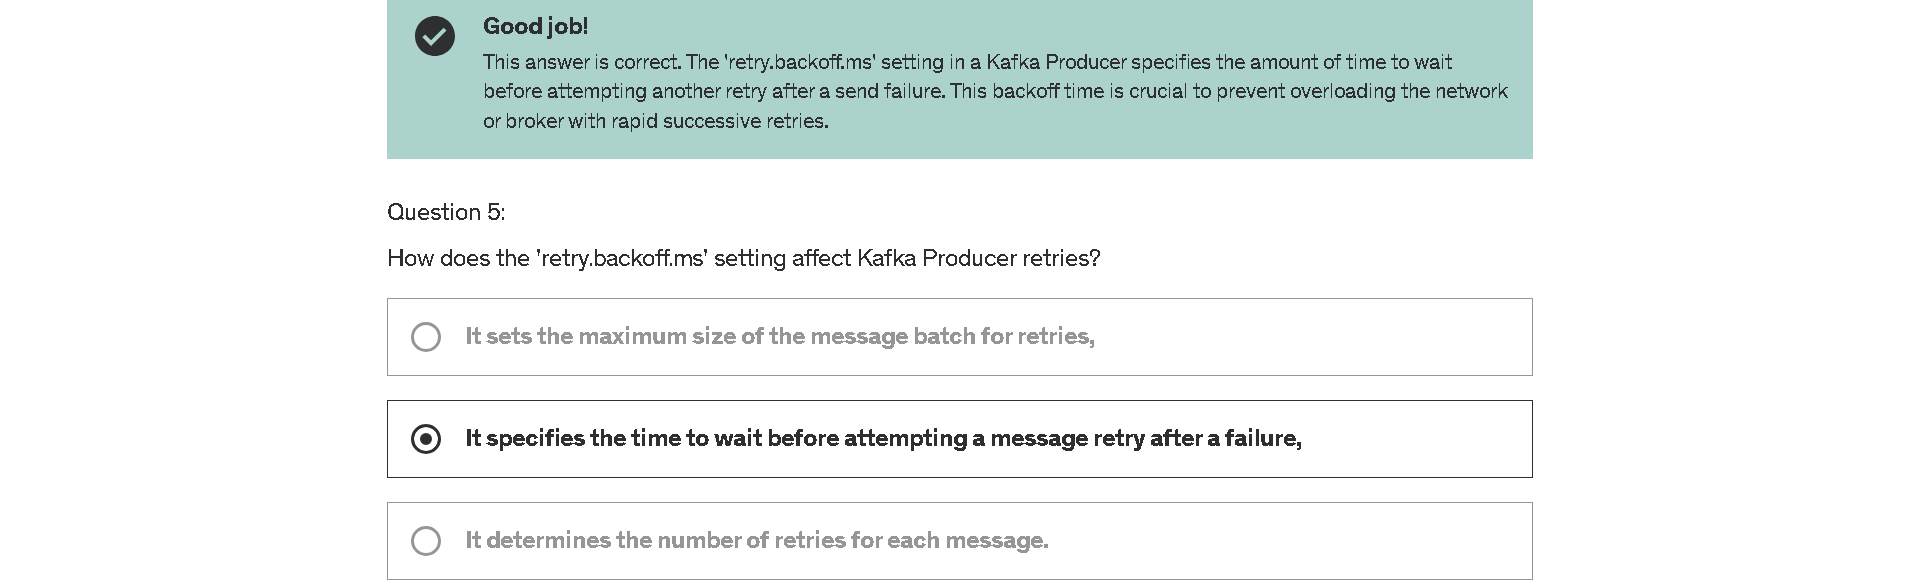 Good job!
This answer is correct. The 'retry.backoff.ms' setting in a Kafka Producer specifies the amount of time to wait
before attempting another retry after a send failure. This backoff time is crucial to prevent overloading the network
or broker with rapid successive retries.
Question 5:
How does the 'retry.backoff.ms' setting affect Kafka Producer retries?
It sets the maximum size of the message batch for retries,
It specifies the time to wait before attempting a message retry after a failure,
It determines the number of retries for each message.